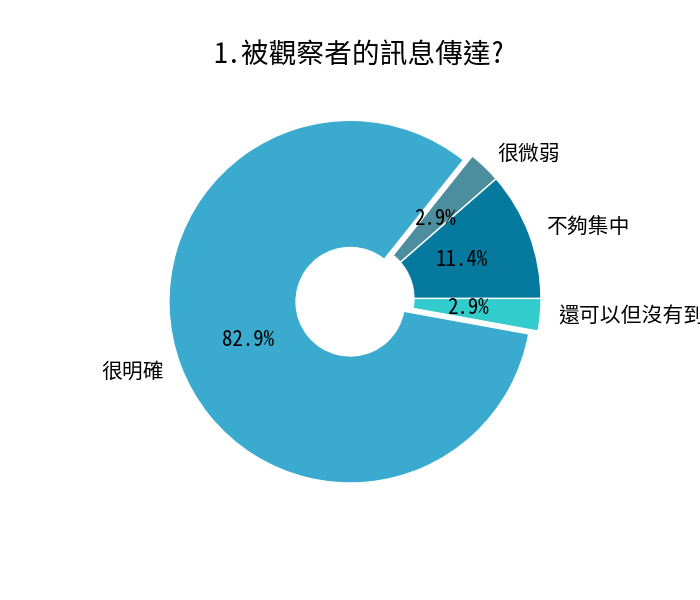 1.被觀察者的訊息傳達?
很微弱
2.9%
不夠集中
11.4%
2.9%
還可以但沒有到
82.9%
很明確